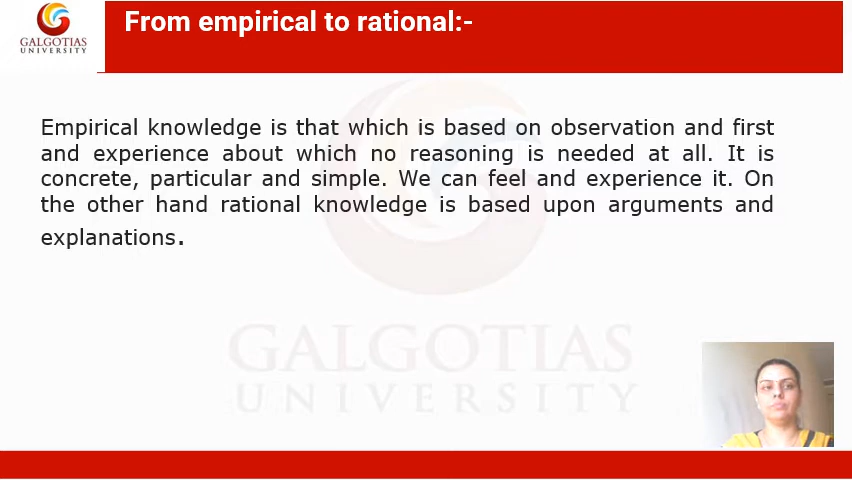 From empirical to rational:-
GALGOTIAS
UNIVERSITY
Empirical knowledge is that which is based on observation and first
and experience about which no reasoning is needed at all. It is
concrete, particular and simple. We can feel and experience it. On
the other hand rational knowledge is based upon arguments and
explanations.
GALGOTIAS
UNIVERSITY